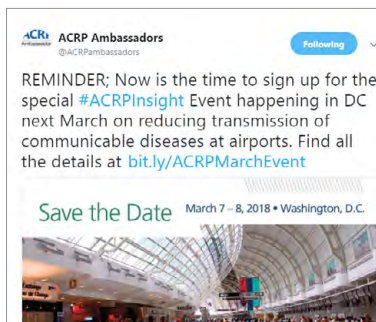 ACRP
Ambassadors
ACRP Ambassadors
@ACRPambassadors
Following
REMINDER; Now is the time to sign up for the
special #ACRPInsight Event happening in DC
next March on reducing transmission of
communicable diseases at airports. Find all
the details at bit.ly/ACRPMarchEvent
Save the Date March 7 – 8, 2018 • Washington, D.C.